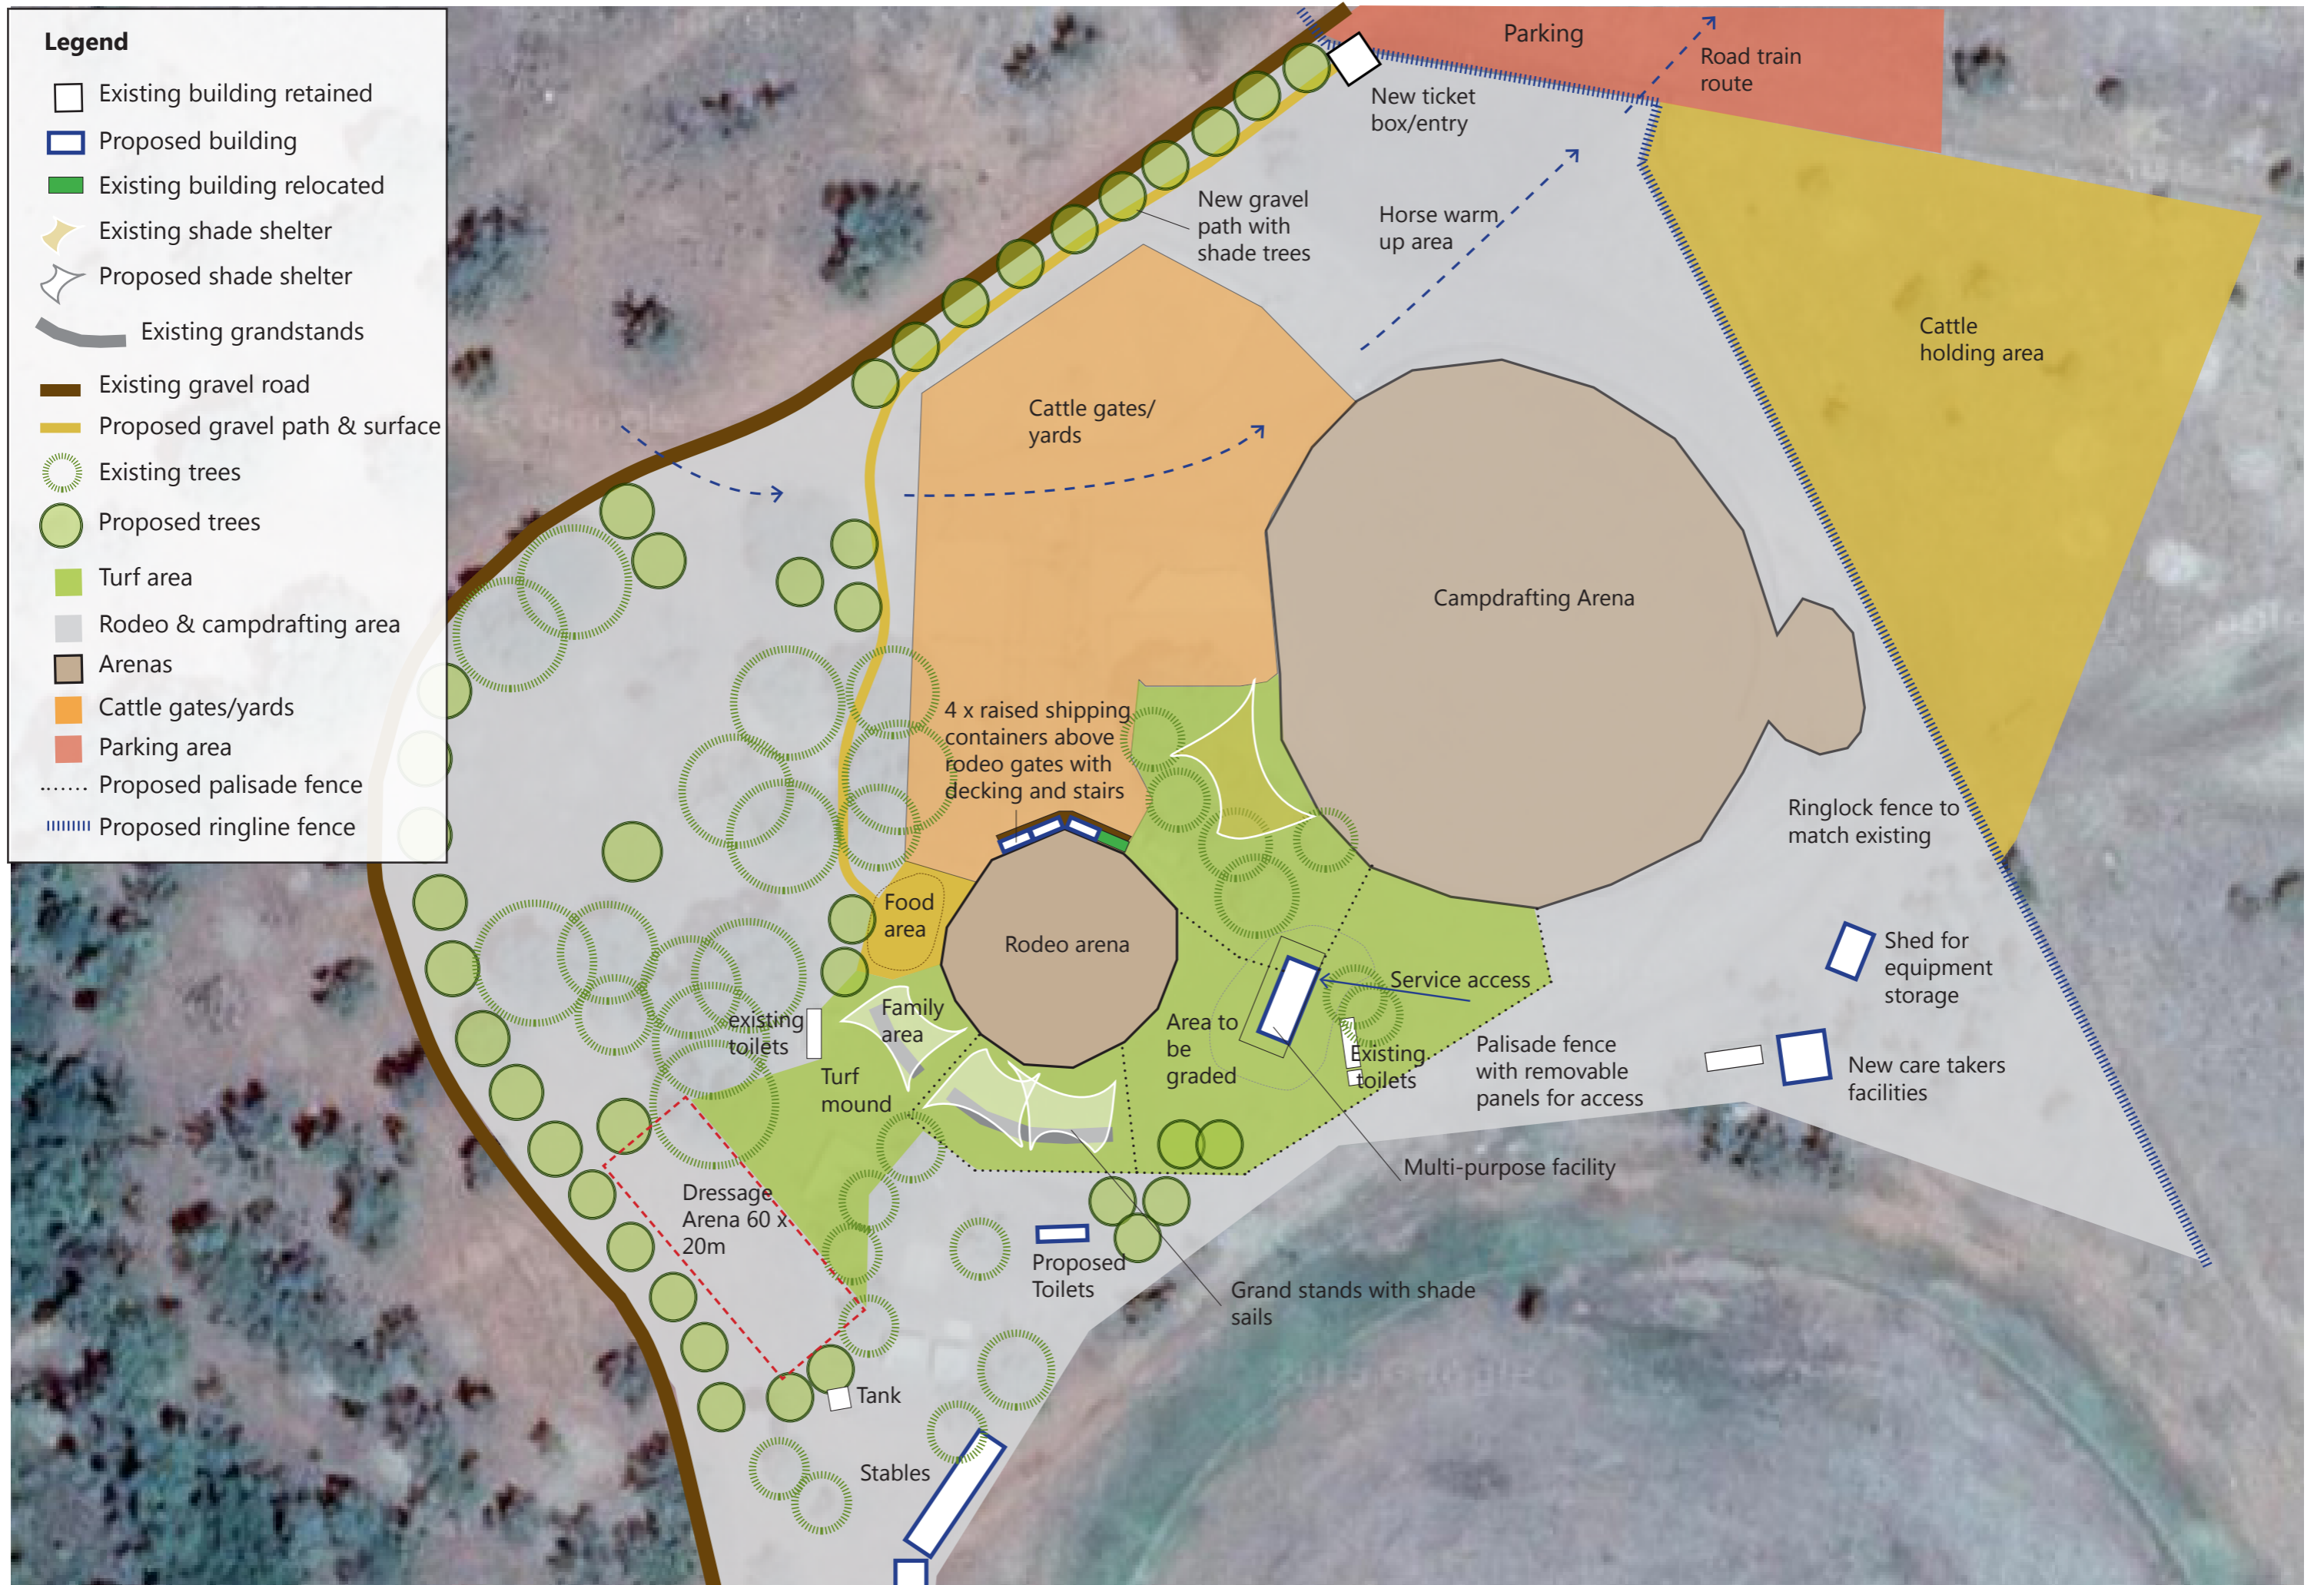 Legend
Existing building retained
Proposed building
Existing building relocated
Existing shade shelter
Proposed shade shelter
Existing grandstands
Existing gravel road
Proposed gravel path & surface
Existing trees
Proposed trees
Turf area
Rodeo & campdrafting area
Arenas
Cattle gates/yards
Parking area
Proposed palisade fence
Proposed ringline fence
Parking
Road train
route
New ticket
box/entry
New gravel
path with
shade trees
Horse warm
up area
Cattle
holding area
Cattle gates/
yards
Campdrafting Arena
4 x raised shipping
containers above
rodeo gates with
decking and stairs
Ringlock fence to
match existing
Food
area
Rodeo arena
Shed for
equipment
storage
Service access
Family
area
existing
toilets
Area to
be
graded
Existing
toilets
Palisade fence
with removable
panels for access
New care takers
facilities
Turf
mound
Multi-purpose facility
Dressage
Arena 60 x
20m
Proposed
Toilets
Grand stands with shade
sails
Tank
Stables